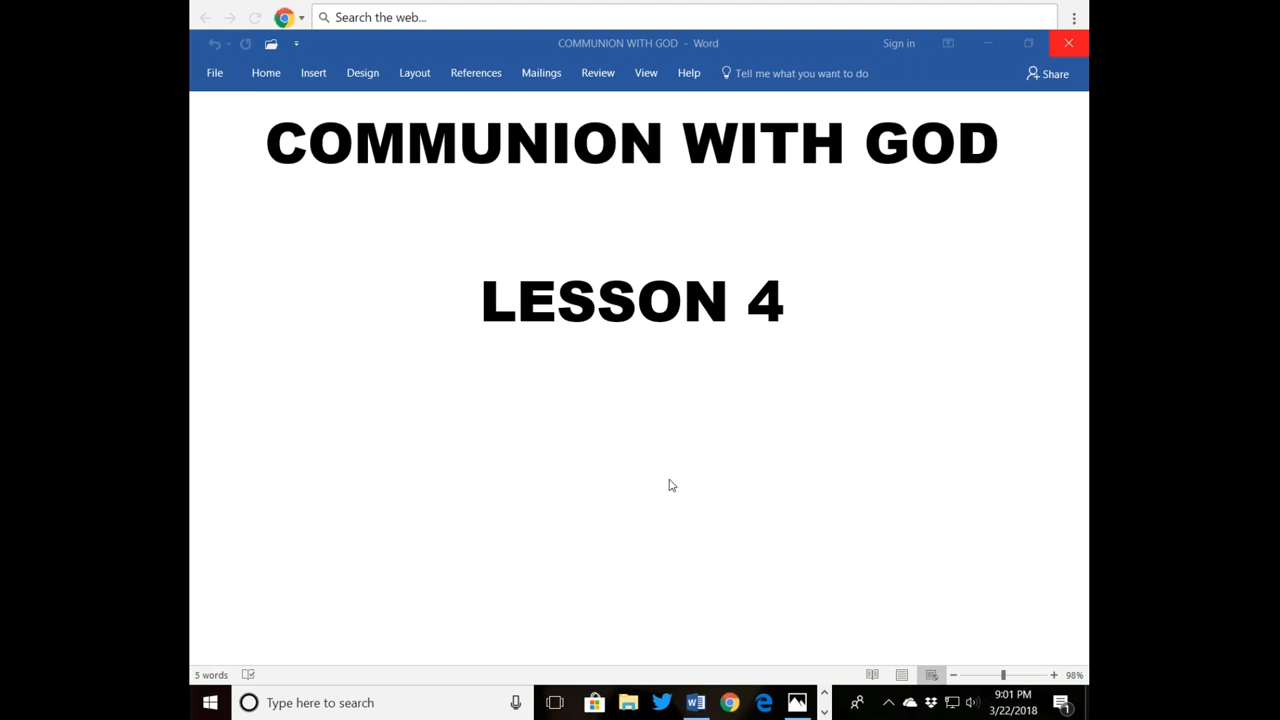 Search the web...
COMMUNION WITH GOD - Word
Sign in
File Home Insert Design Layout References Mailings Review View Help Tell me what you want to do Share
COMMUNION WITH GOD
LESSON 4
5 words
98%
Type here to search
9:01 PM
3/22/2018
1